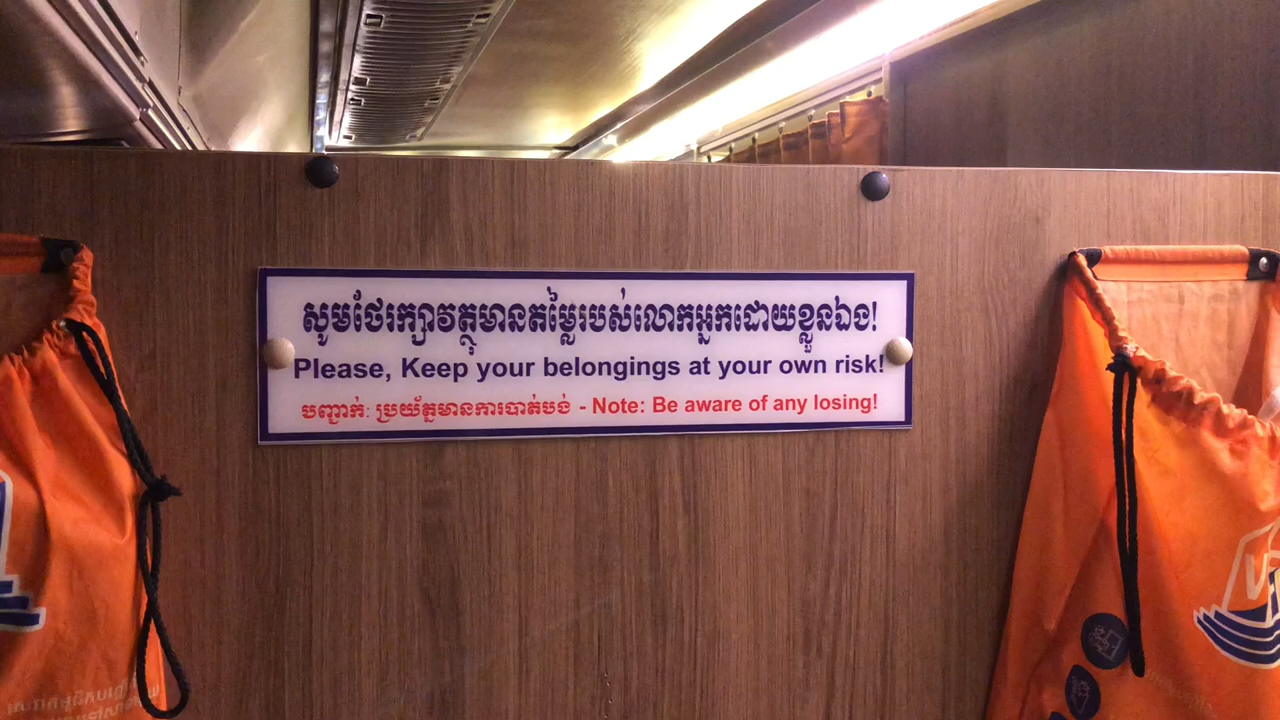 សូមថែរក្សាវត្ថុមានតម្លៃរបស់លោកអ្នកដោយខ្លួនឯង!
Please, Keep your belongings at your own risk!
បញ្ជាក់: ប្រយ័ត្នមានការបាត់បង់ - Note: Be aware of any losing!